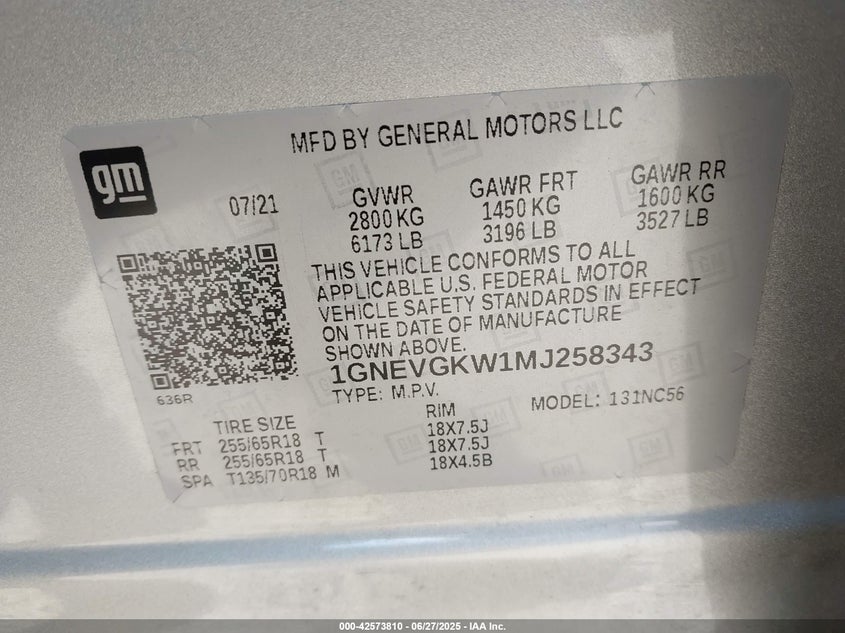 MFD BY GENERAL MOTORS LLC
gm
07/21
GVWR
2800 KG
6173 LB
GAWR FRT
1450 KG
3196 LB
GAWR RR
1600 KG
3527 LB
THIS VEHICLE CONFORMS TO ALL
APPLICABLE U.S. FEDERAL MOTOR
VEHICLE SAFETY STANDARDS IN EFFECT
ON THE DATE OF MANUFACTURE
SHOWN ABOVE.
1GNEVGKW1MJ258343
TYPE: M.P.V.
MODEL: 131NC56
636R
TIRE SIZE
RIM
FRT 255/65R18 T 18X7.5J
RR 255/65R18 T 18X7.5J
SPA T135/70R18 M 18X4.5B
000-42573810 - 06/27/2025 - IAA Inc.